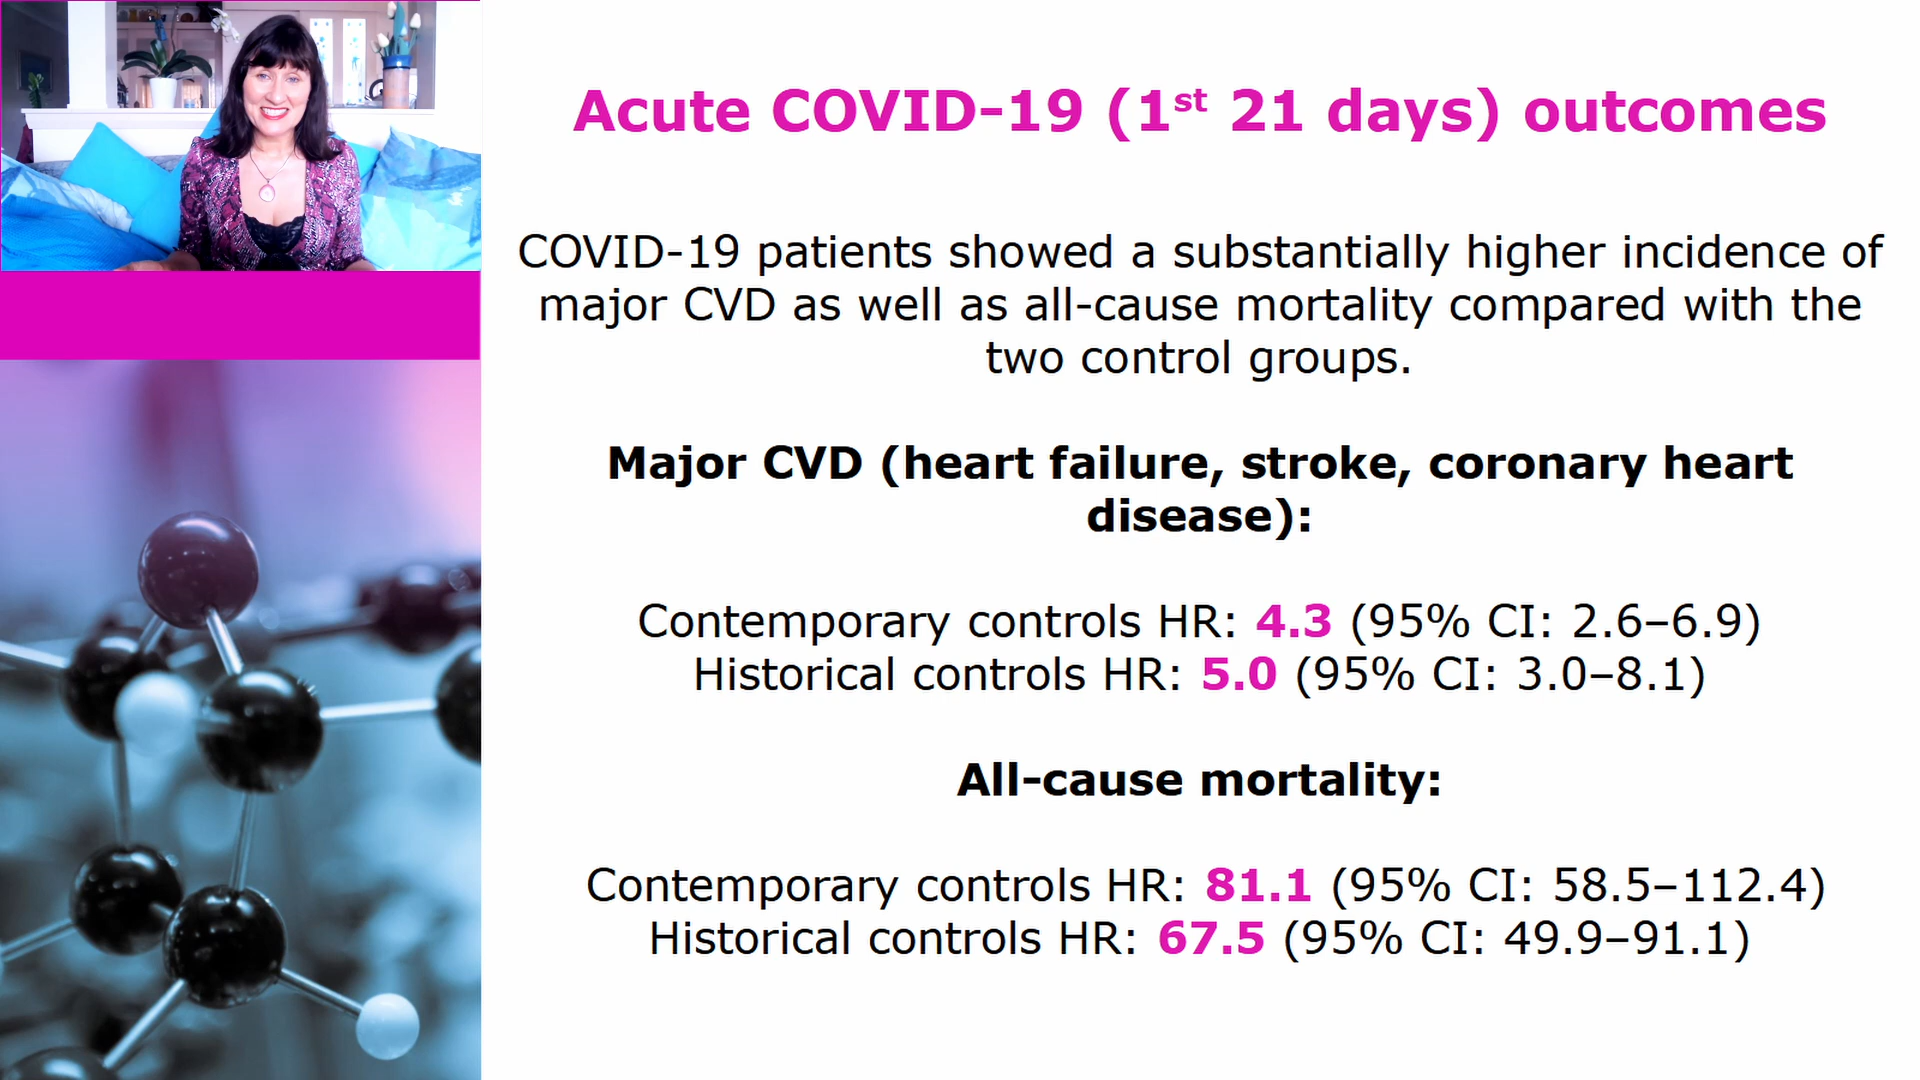 Acute COVID-19 (1st 21 days) outcomes
COVID-19 patients showed a substantially higher incidence of
major CVD as well as all-cause mortality compared with the
two control groups.
Major CVD (heart failure, stroke, coronary heart
disease):
Contemporary controls HR: 4.3 (95% CI: 2.6–6.9)
Historical controls HR: 5.0 (95% CI: 3.0–8.1)
All-cause mortality:
Contemporary controls HR: 81.1 (95% CI: 58.5–112.4)
Historical controls HR: 67.5 (95% CI: 49.9–91.1)